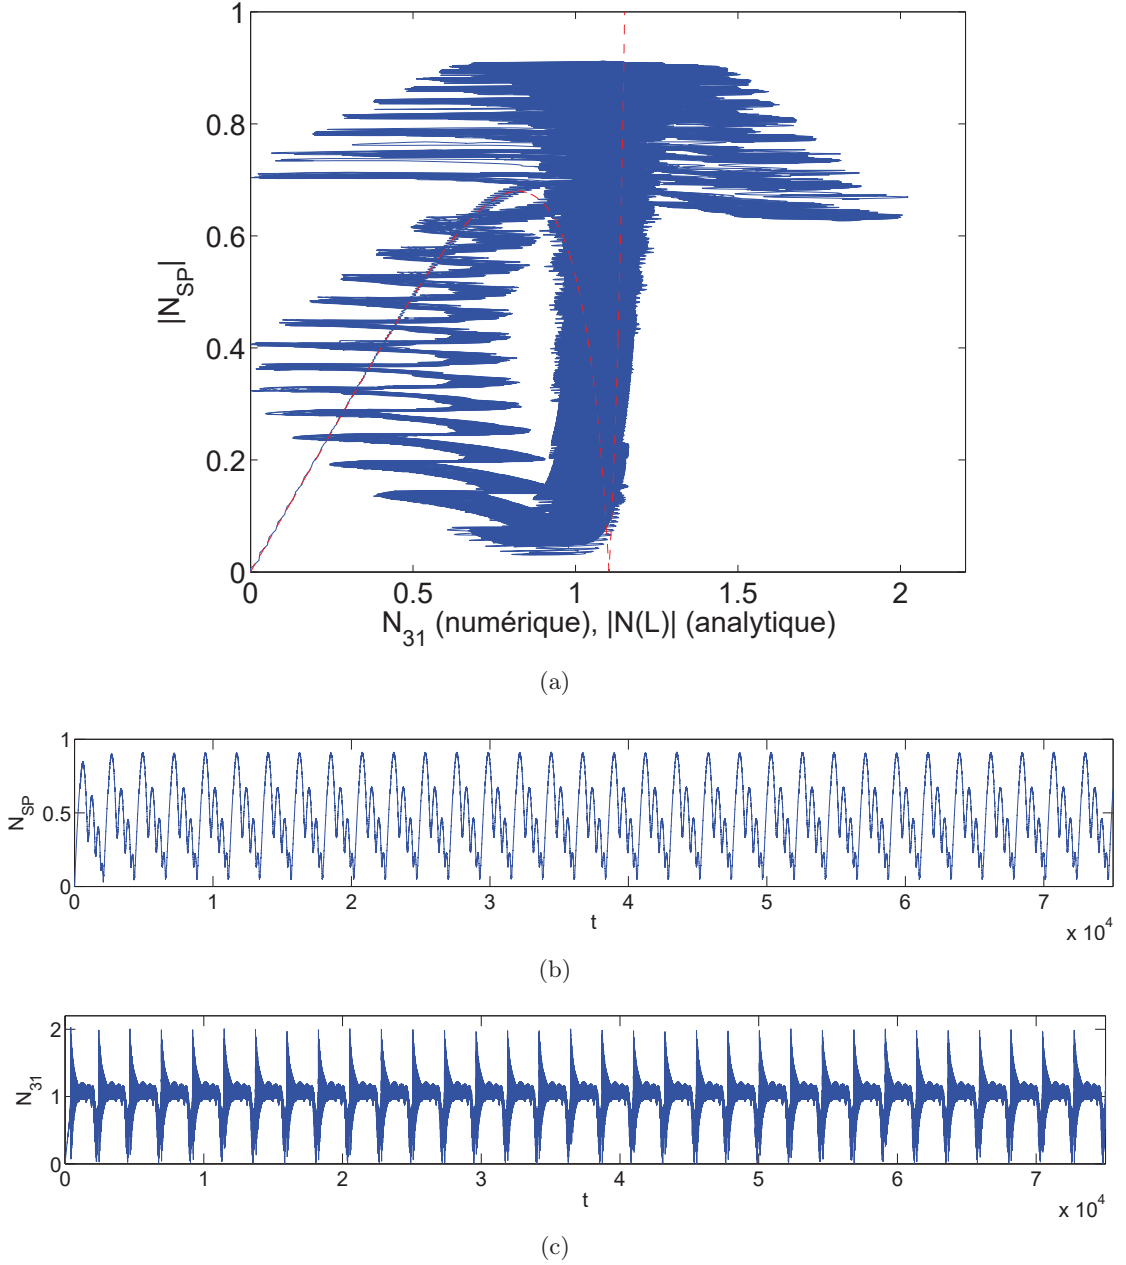 1
0.8
0.6
|N_SP|
0.4
0.2
0
0 0.5 1 1.5 2
N_31 (numérique), |N(L)| (analytique)
(a)
1
N_SP 0.5
0
0 1 2 3 4 5 6 7
t
x 10^4
(b)
2
N_31 1
0
0 1 2 3 4 5 6 7
t
x 10^4
(c)